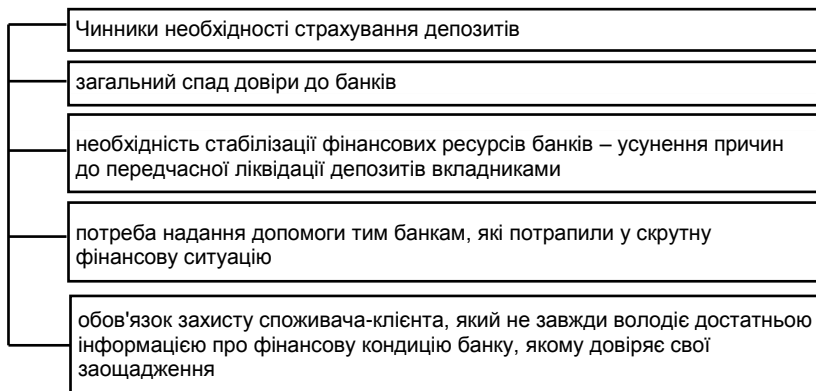 Чинники необхідності страхування депозитів
загальний спад довіри до банків
необхідність стабілізації фінансових ресурсів банків – усунення причин
до передчасної ліквідації депозитів вкладниками
потреба надання допомоги тим банкам, які потрапили у скрутну
фінансову ситуацію
обов'язок захисту споживача-клієнта, який не завжди володіє достатньою
інформацією про фінансову кондицію банку, якому довіряє свої
заощадження